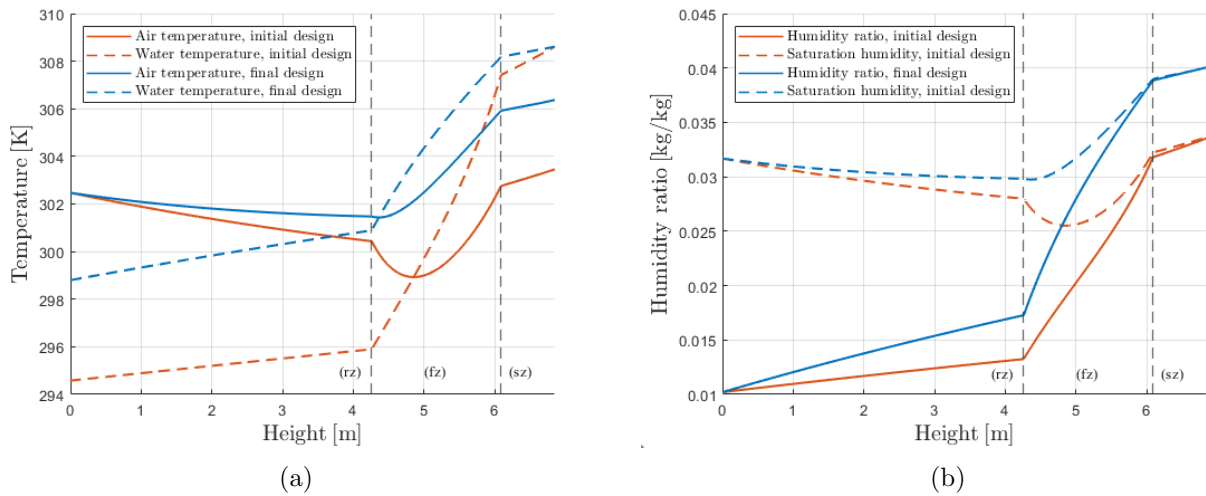 310
308
306
304
302
300
298
296
294
Temperature [K]
Air temperature, initial design
Water temperature, initial design
Air temperature, final design
Water temperature, final design
(rz)
(fz)
(sz)
0
1
2
3
4
5
6
Height [m]
(a)
0.045
0.04
0.035
0.03
0.025
0.02
0.015
0.01
Humidity ratio [kg/kg]
Humidity ratio, initial design
Saturation humidity, initial design
Humidity ratio, final design
Saturation humidity, initial design
(rz)
(fz)
(sz)
0
1
2
3
4
5
6
Height [m]
(b)